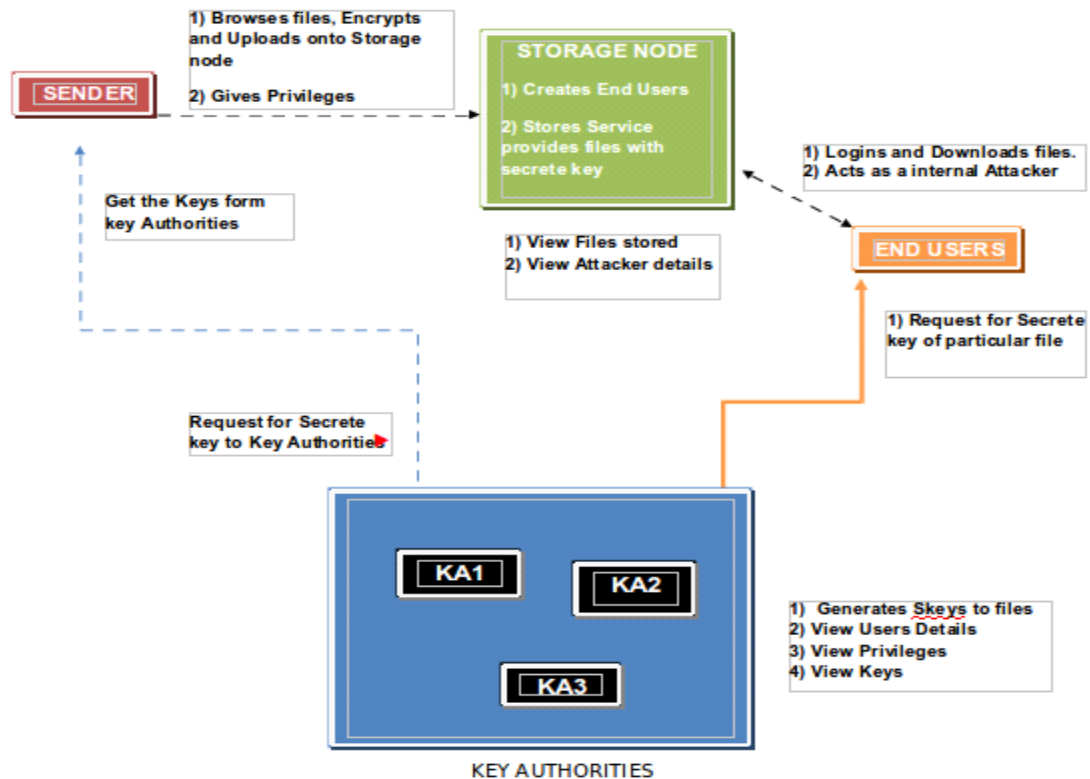 1) Browses files, Encrypts
and Uploads onto Storage
node
2) Gives Privileges
SENDER
STORAGE NODE
1) Creates End Users
2) Stores Service
provides files with
secrete key
1) Logins and Downloads files.
2) Acts as a internal Attacker
Get the Keys form
key Authorities
1) View Files stored
2) View Attacker details
END USERS
1) Request for Secrete
key of particular file
Request for Secrete
key to Key Authorities
KA1
KA2
KA3
1) Generates Skeys to files
2) View Users Details
3) View Privileges
4) View Keys
KEY AUTHORITIES